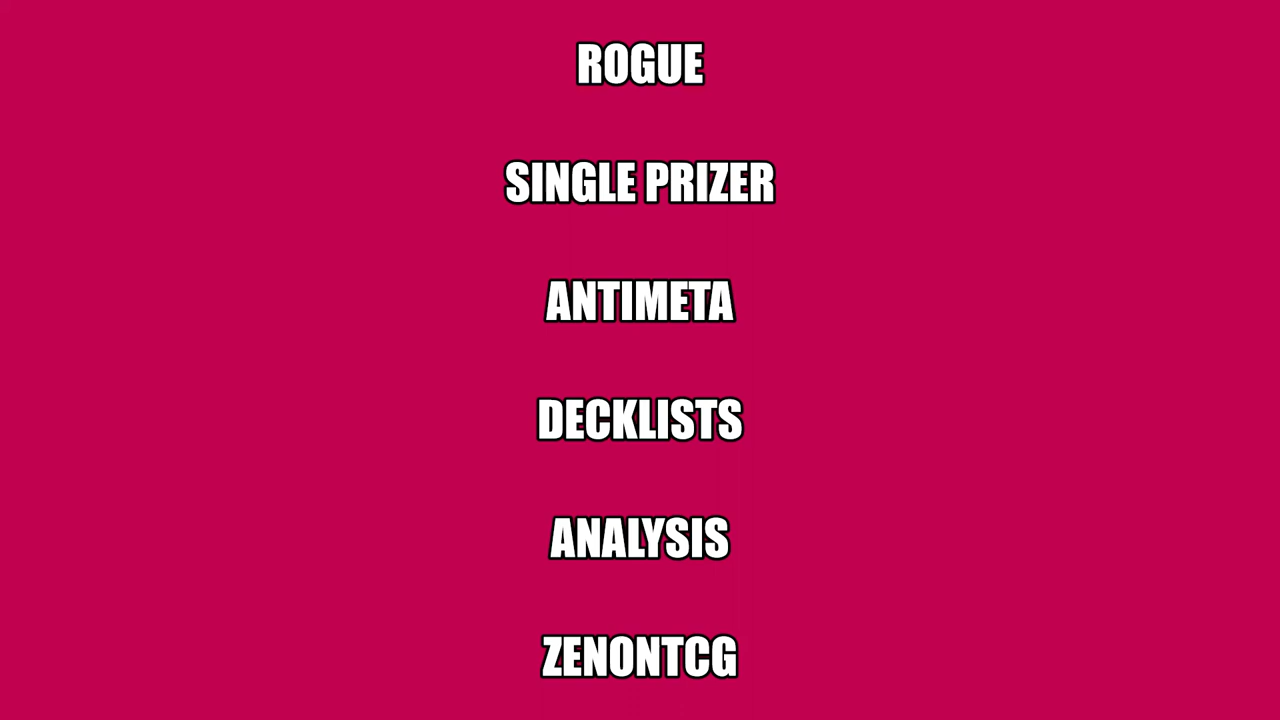 ROGUE
SINGLE PRIZER
ANTIMETA
DECKLISTS
ANALYSIS
ZENONTCG